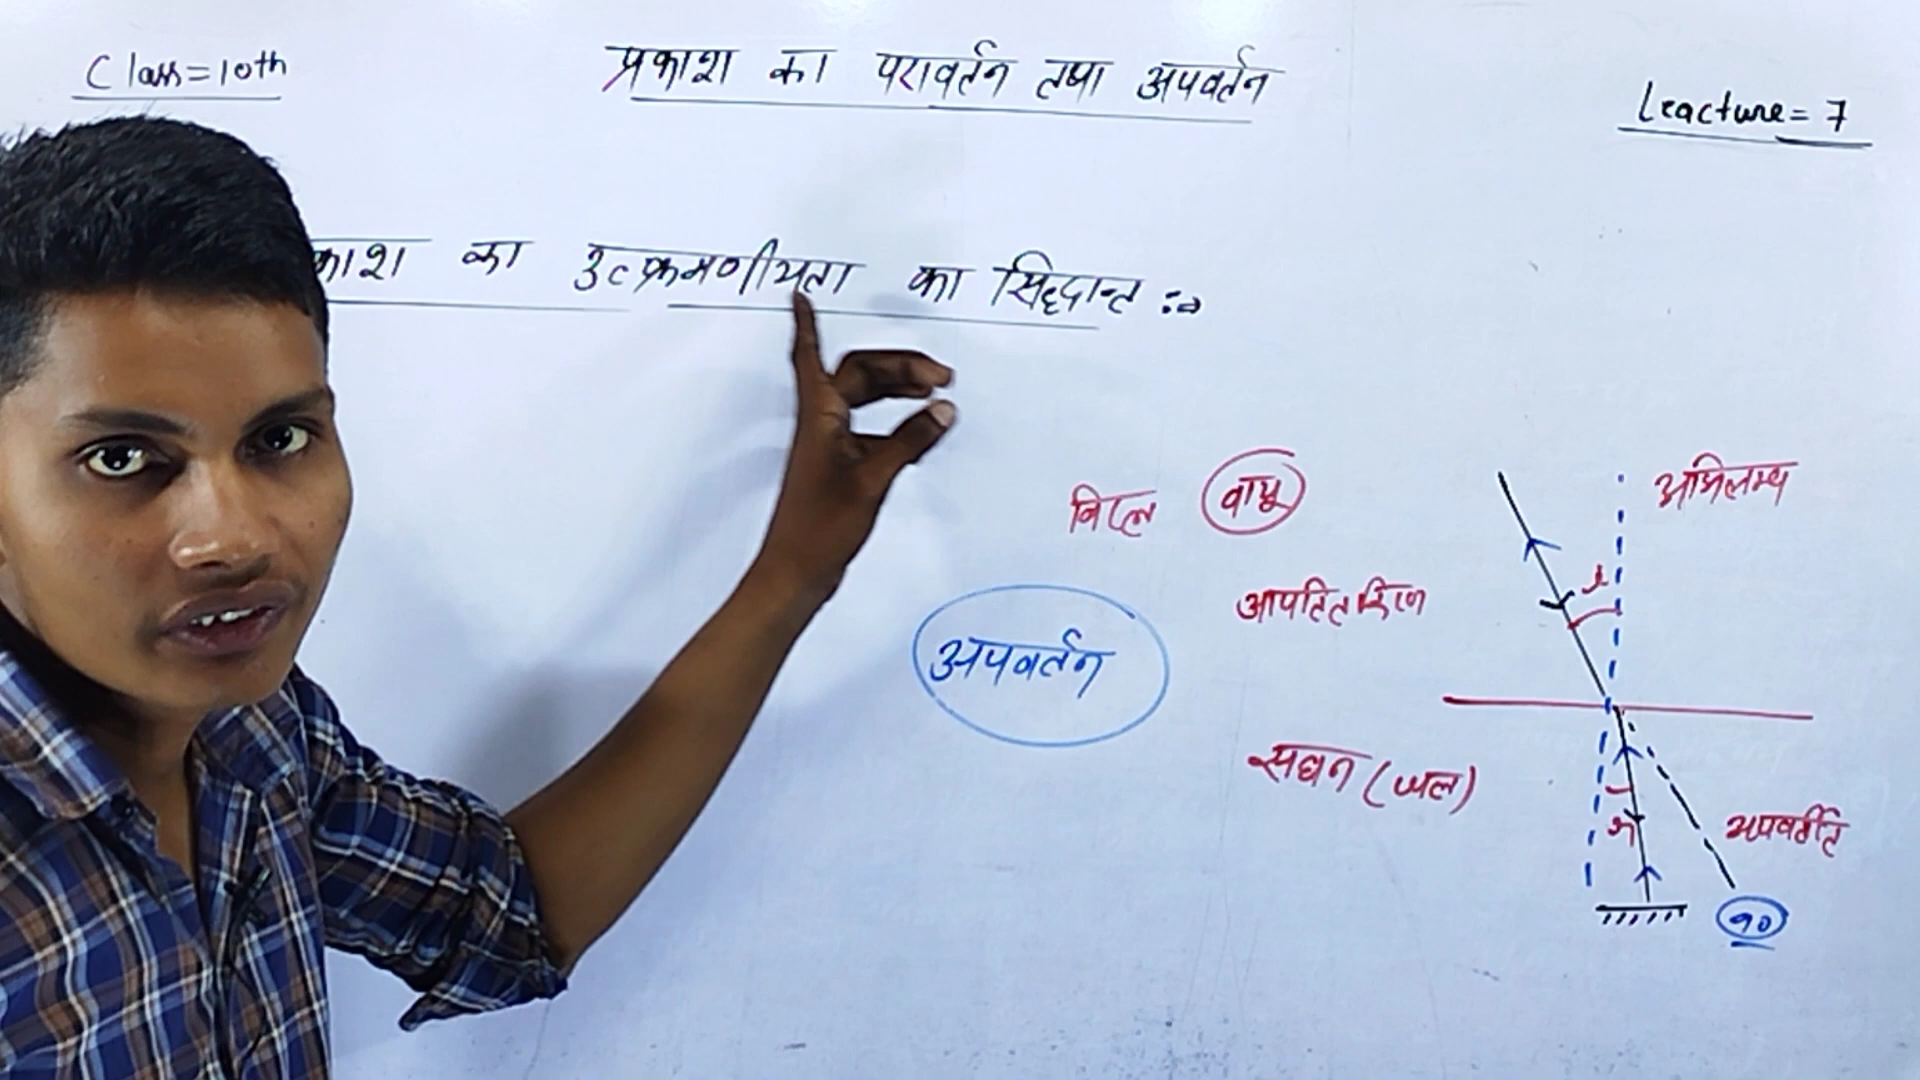 Class=10th
प्रकाश का परावर्तन तथा अपवर्तन
Leacture= 7
काश का उत्क्रमणीयता का सिद्धान्त :-
वायु
अभिलम्ब
आपतित किरण
i
अपवर्तन
सघन (जल)
r
अपवर्तित
90